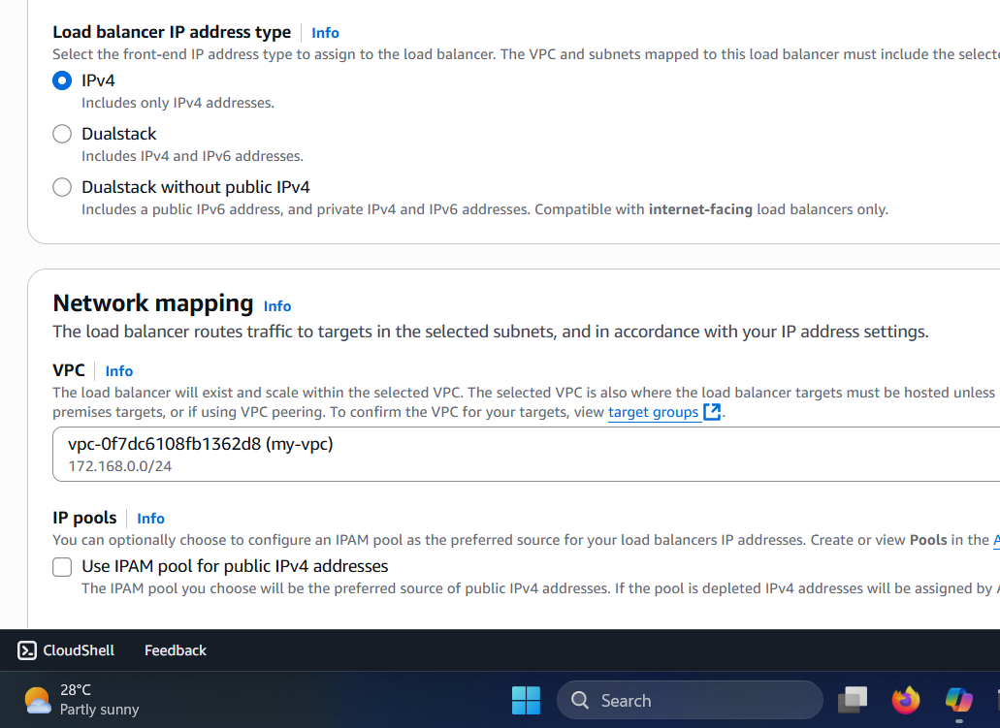 Load balancer IP address type Info
Select the front-end IP address type to assign to the load balancer. The VPC and subnets mapped to this load balancer must include the
IPv4
Includes only IPv4 addresses.
Dualstack
Includes IPv4 and IPv6 addresses.
Dualstack without public IPv4
Includes a public IPv6 address, and private IPv4 and IPv6 addresses. Compatible with internet-facing load balancers only.
Network mapping Info
The load balancer routes traffic to targets in the selected subnets, and in accordance with your IP address settings.
VPC Info
The load balancer will exist and scale within the selected VPC. The selected VPC is also where the load balancer targets must be hosted unless
premises targets, or if using VPC peering. To confirm the VPC for your targets, view target groups.
vpc-0f7dc6108fb1362d8 (my-vpc)
172.168.0.0/24
IP pools Info
You can optionally choose to configure an IPAM pool as the preferred source for your load balancers IP addresses. Create or view Pools in the
Use IPAM pool for public IPv4 addresses
The IPAM pool you choose will be the preferred source of public IPv4 addresses. If the pool is depleted IPv4 addresses will be assigned by
CloudShell Feedback
28°C
Partly sunny
Search